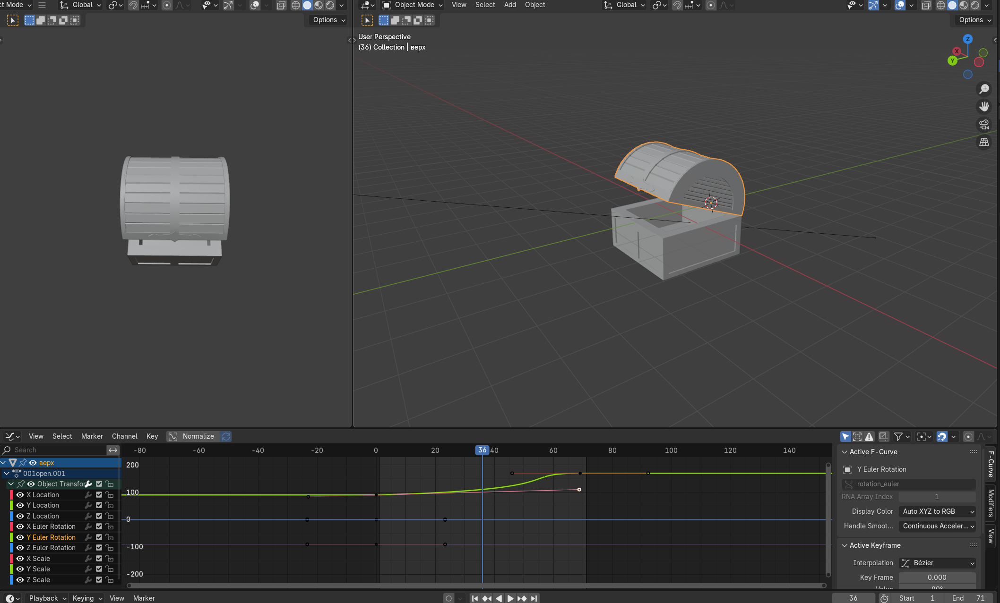 ct Mode
Global
Options
Object Mode
View
Select
Add
Object
Global
Options
User Perspective
(36) Collection | верх
Z
X
Y
View
Select
Marker
Channel
Key
Normalize
Search
-80
-60
-40
-20
0
20
36
40
60
80
100
120
140
верх
001open.001
Object Transfor
X Location
Y Location
Z Location
X Euler Rotation
Y Euler Rotation
Z Euler Rotation
X Scale
Y Scale
Z Scale
200
100
0
-100
-200
Active F-Curve
Y Euler Rotation
rotation_euler
RNA Array Index
1
Display Color
Auto XYZ to RGB
Handle Smoot...
Continuous Acceler...
Active Keyframe
Interpolation
Bézier
Key Frame
0.000
Value
90°
F-Curve
Modifiers
View
Playback
Keying
View
Marker
36
Start
1
End
71